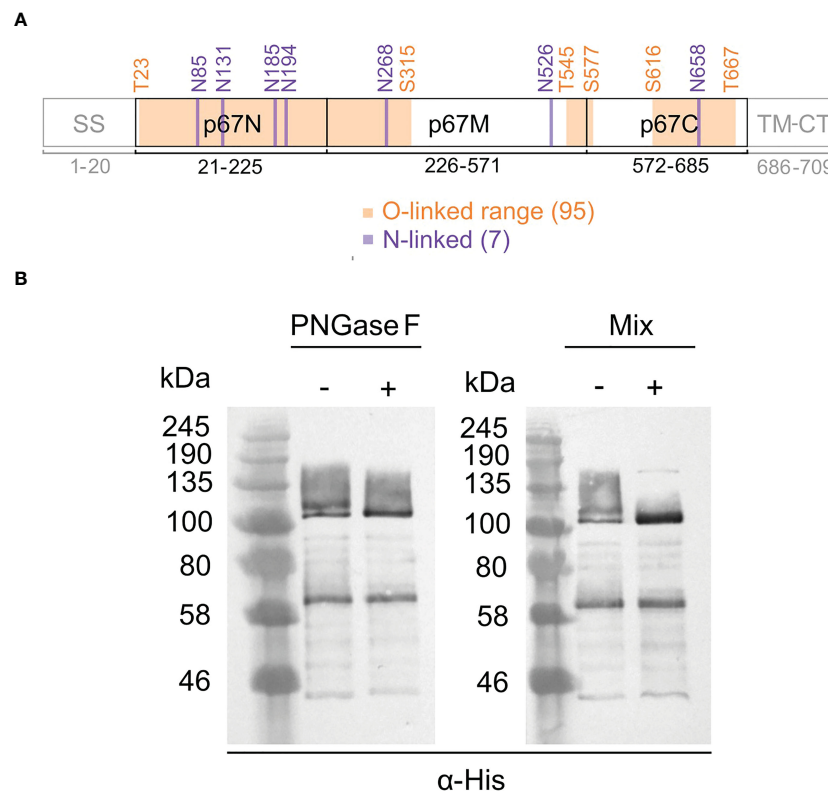 A
T23 N85 N131 N185 N194 N268 S315 N526 T545 S577 S616 N658 T667
SS p67N p67M p67C TM-CT
1-20 21-225 226-571 572-685 686-709
O-linked range (95)
N-linked (7)
B
PNGase F Mix
kDa - + kDa - +
245 245
190 190
135 135
100 100
80 80
58 58
46 46
α-His